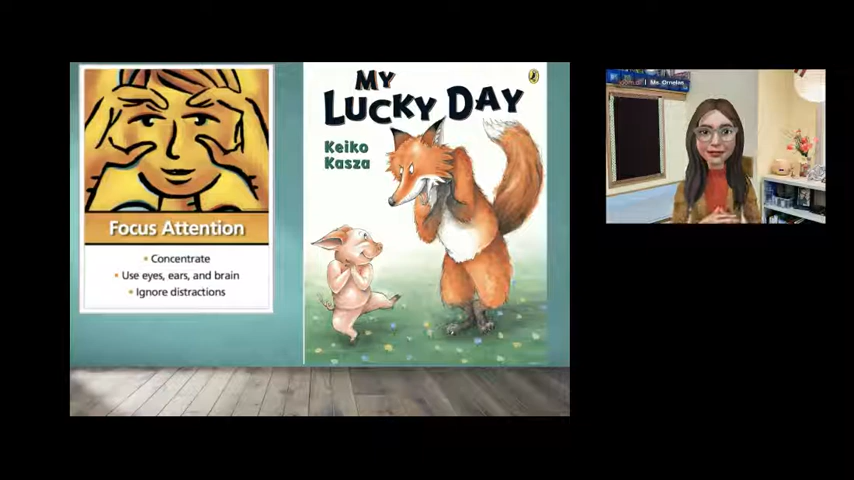 Focus Attention
• Concentrate
• Use eyes, ears, and brain
• Ignore distractions
MY
LUCKY DAY
Keiko
Kasza
Ms. Ornelas